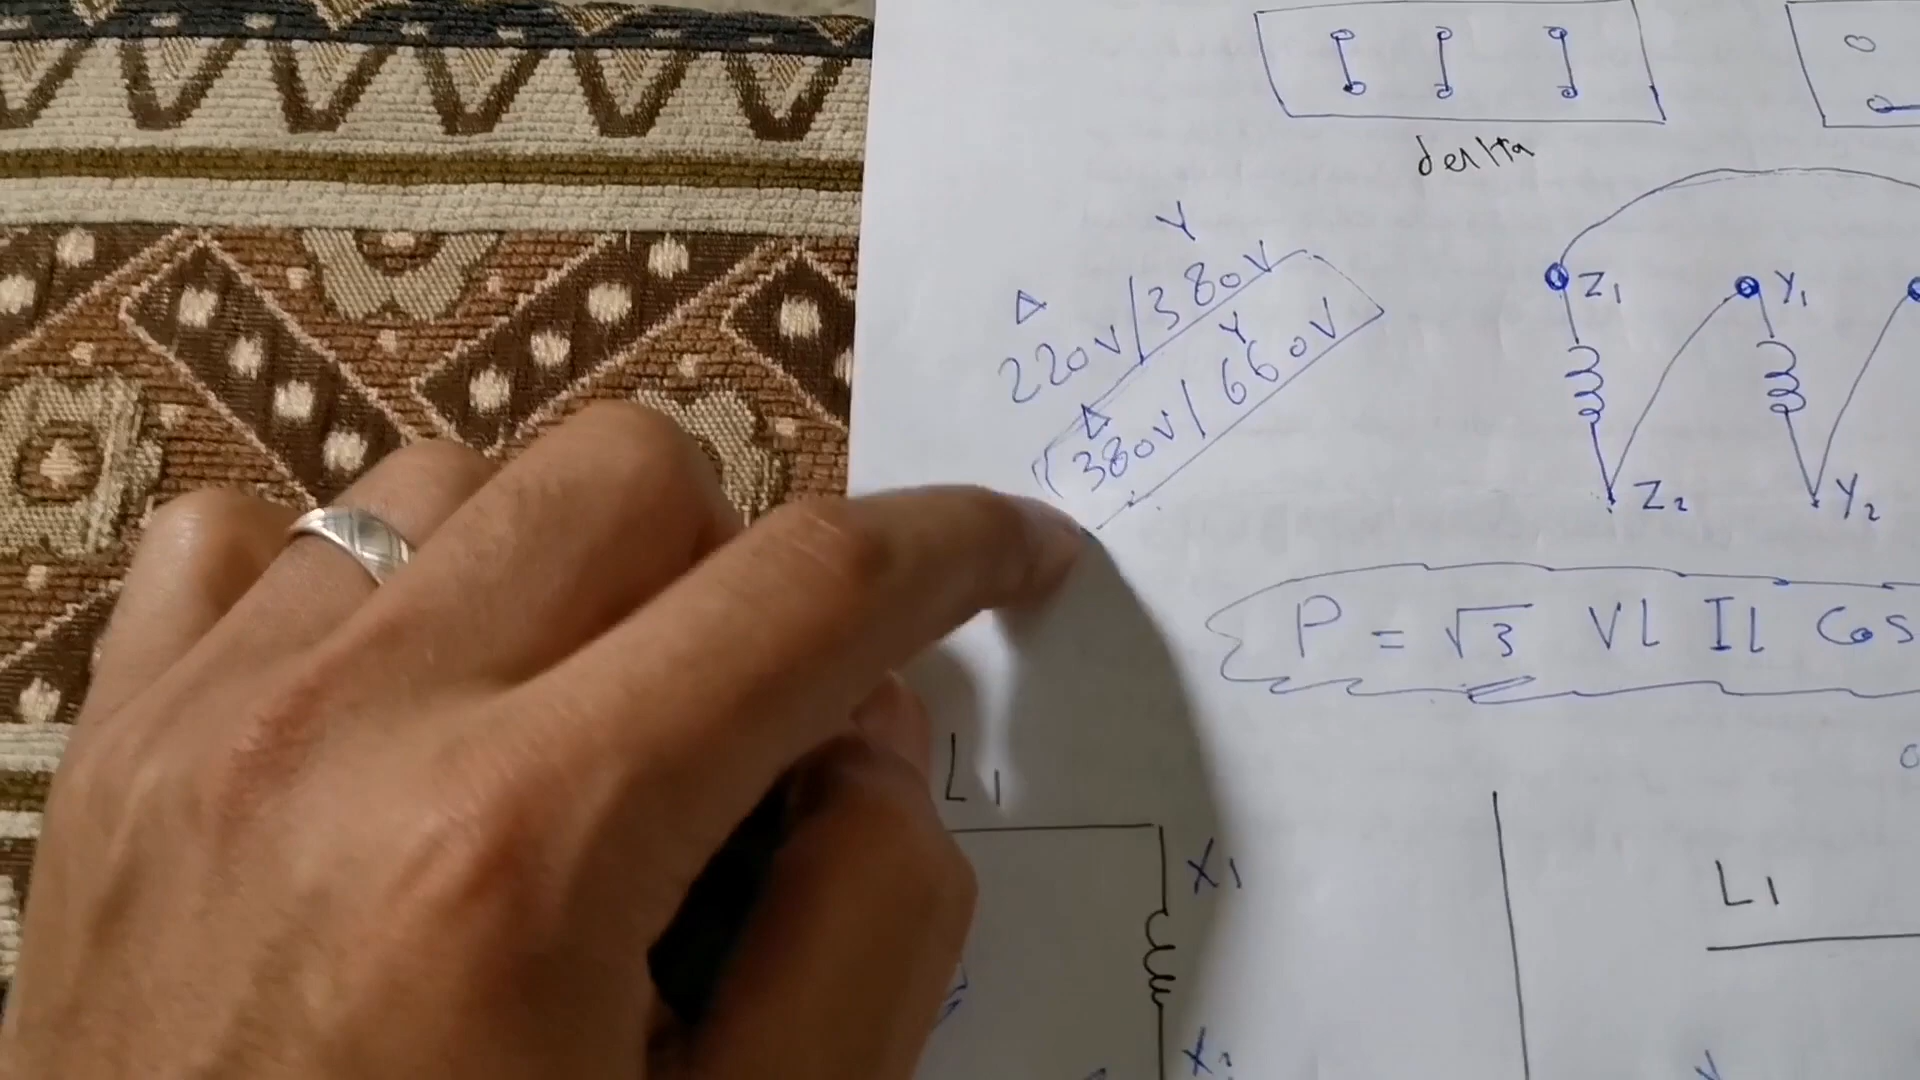 delta
Δ Y
220V/380V
Δ Y
380V/660V
Z1 Y1
Z2 Y2
P = √3 VL IL Cos
L1
X1
L1